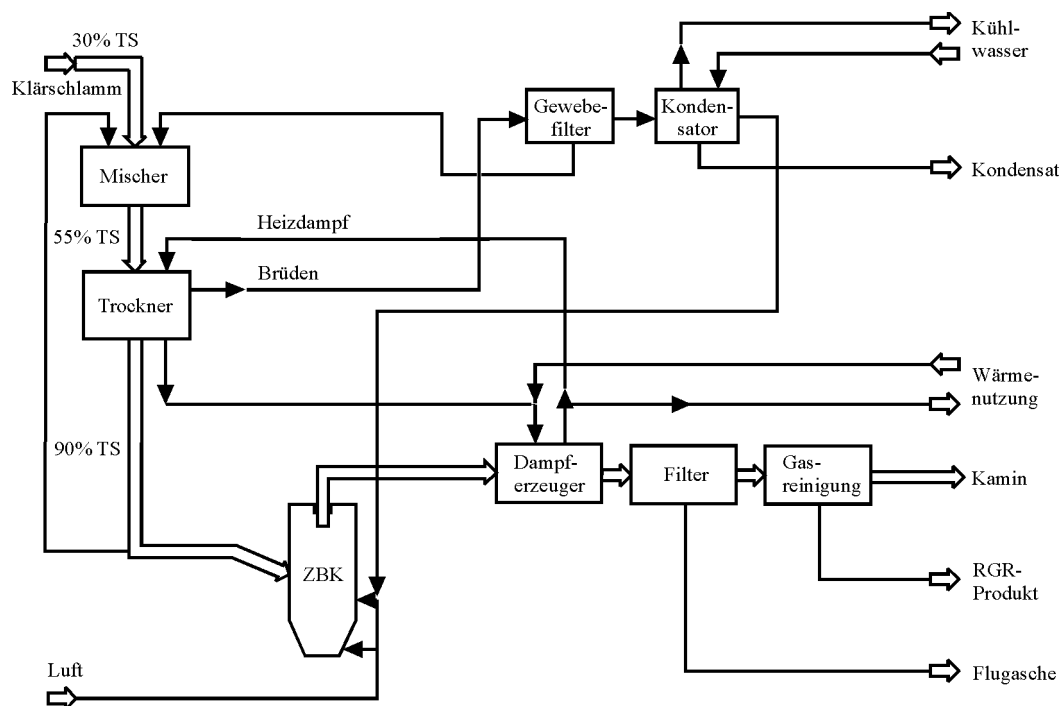 30% TS
Klärschlamm
Kühl-
wasser
Gewebe-
filter
Konden-
sator
Mischer
Kondensat
55% TS
Heizdampf
Brüden
Trockner
Wärme-
nutzung
90% TS
Dampf-
erzeuger
Filter
Gas-
reinigung
Kamin
ZBK
RGR-
Produkt
Luft
Flugasche